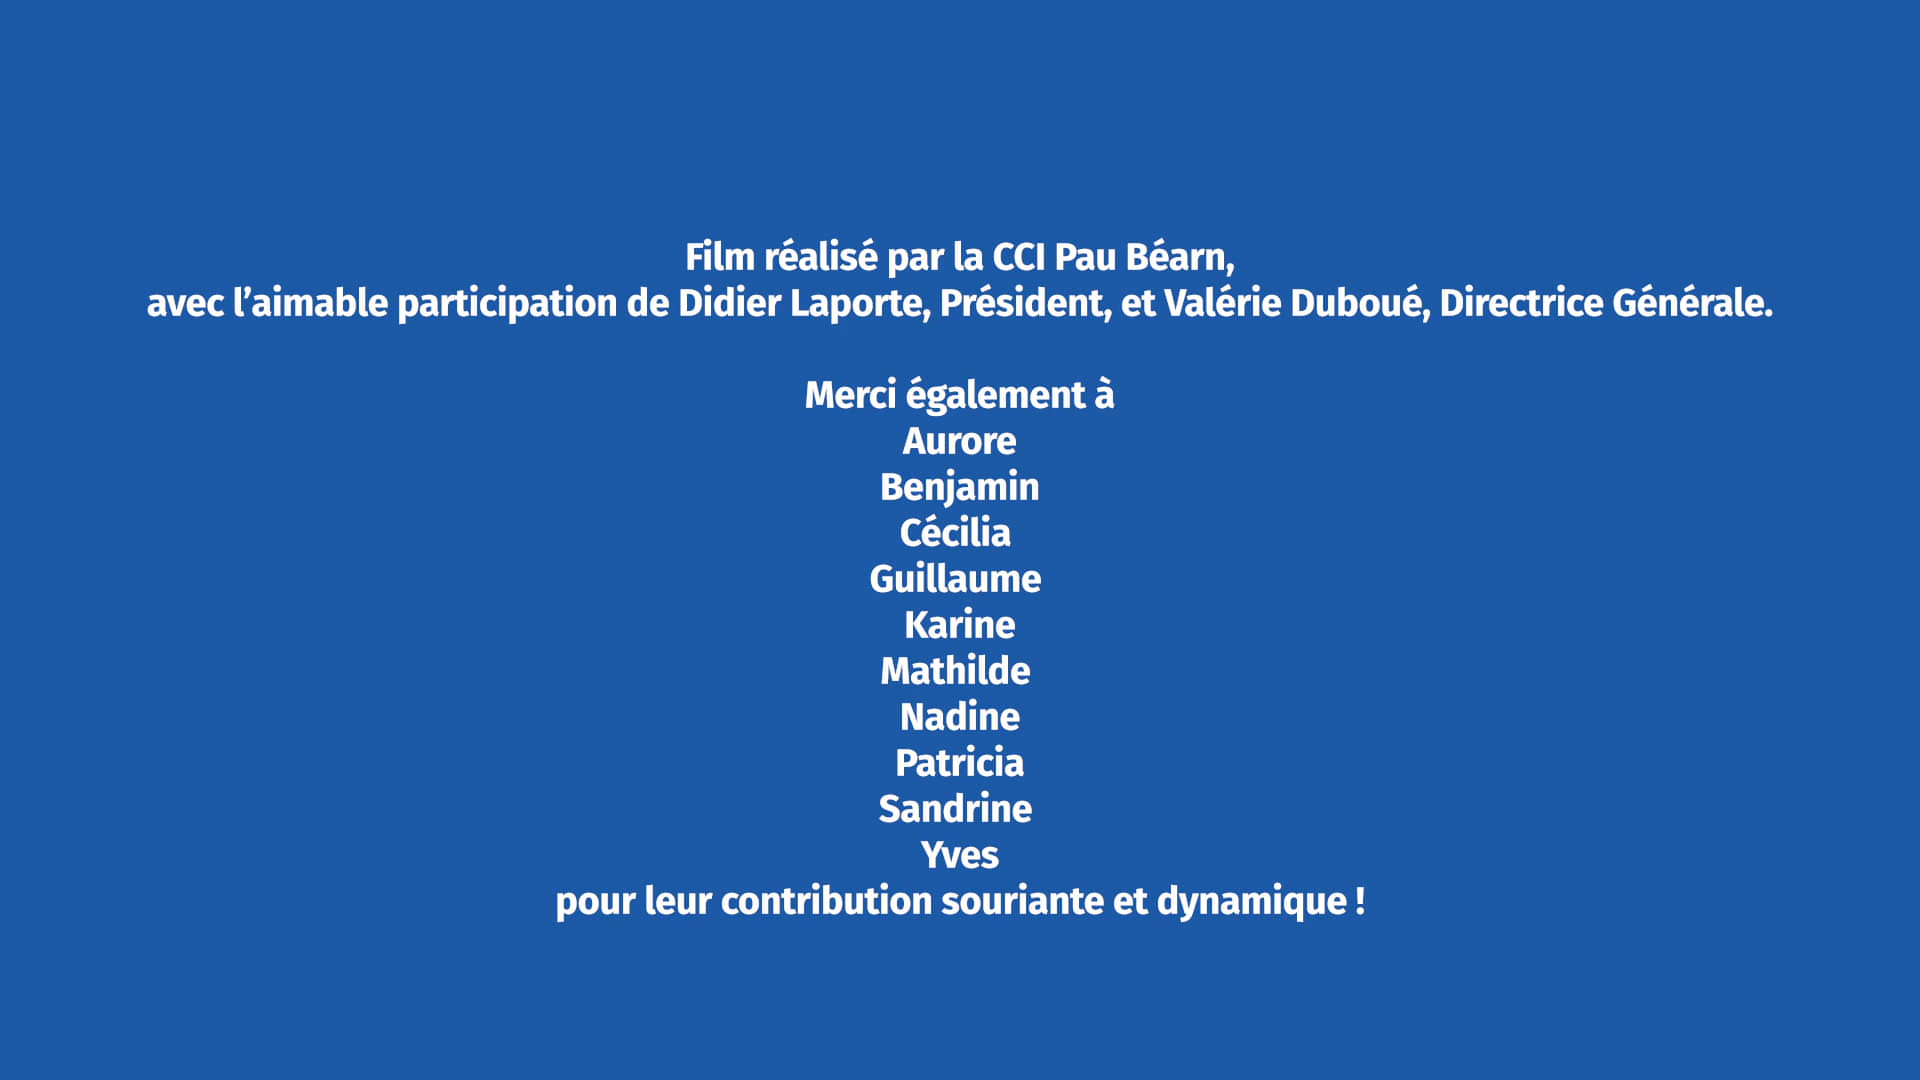 Film réalisé par la CCI Pau Béarn,
avec l’aimable participation de Didier Laporte, Président, et Valérie Duboué, Directrice Générale.
Merci également à
Aurore
Benjamin
Cécilia
Guillaume
Karine
Mathilde
Nadine
Patricia
Sandrine
Yves
pour leur contribution souriante et dynamique !